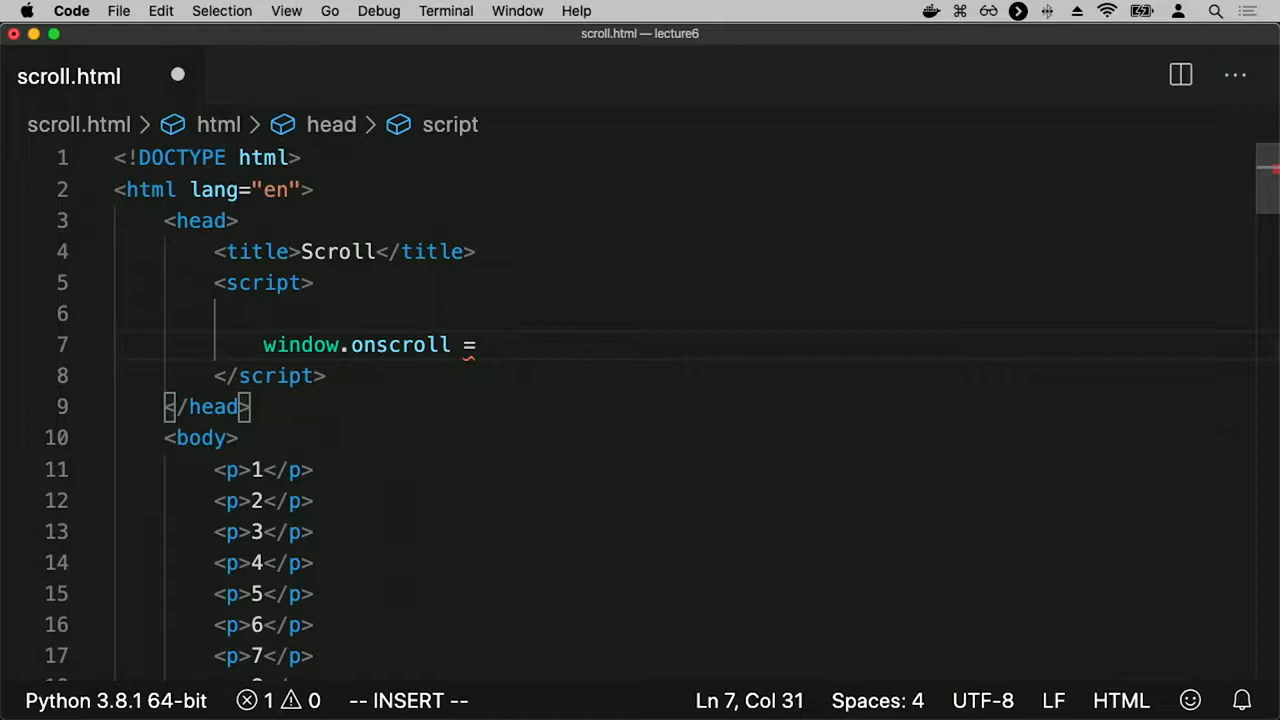 Code File Edit Selection View Go Debug Terminal Window Help
scroll.html — lecture6
scroll.html
scroll.html > html > head > script
1 <!DOCTYPE html>
2 <html lang="en">
3 <head>
4 <title>Scroll</title>
5 <script>
6
7 window.onscroll =
8 </script>
9 </head>
10 <body>
11 <p>1</p>
12 <p>2</p>
13 <p>3</p>
14 <p>4</p>
15 <p>5</p>
16 <p>6</p>
17 <p>7</p>
Python 3.8.1 64-bit 1 0 -- INSERT -- Ln 7, Col 31 Spaces: 4 UTF-8 LF HTML